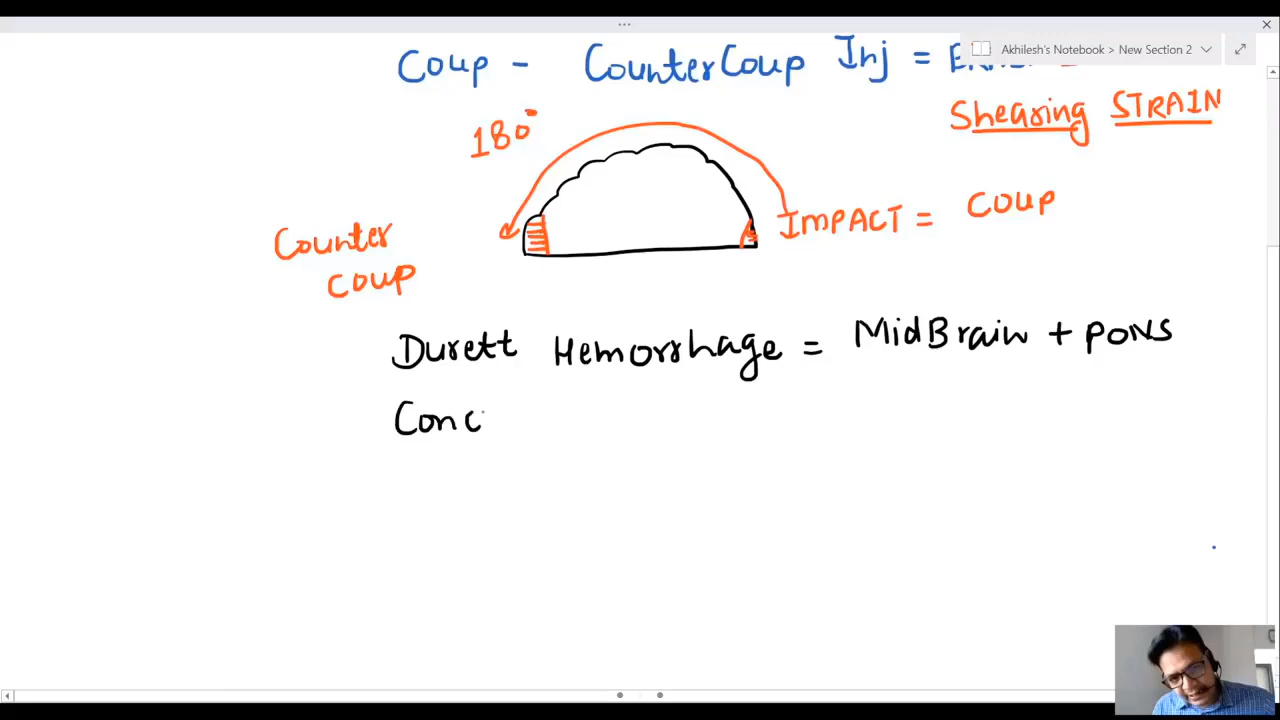 Akhilesh's Notebook > New Section 2
Coup - CounterCoup Inj =
Shearing STRAIN
180°
IMPACT = COUP
Counter
COUP
Durett Hemorrhage = MidBrain + PONS
Conc